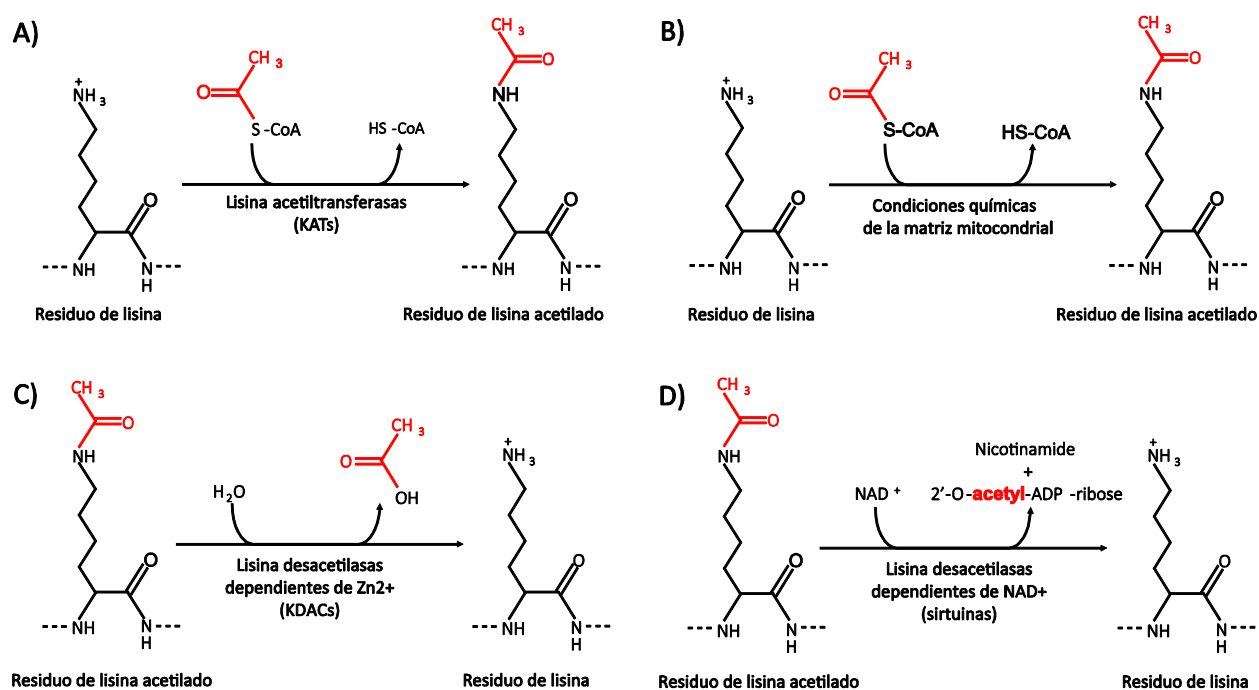 A)
CH3
O
+
NH3
CH3
O
S-CoA
HS-CoA
NH
Lisina acetiltransferasas
(KATs)
O
O
NH
N
H
NH
N
H
Residuo de lisina
Residuo de lisina acetilado
B)
CH3
O
+
NH3
CH3
O
S-CoA
HS-CoA
NH
Condiciones químicas
de la matriz mitocondrial
O
O
NH
N
H
NH
N
H
Residuo de lisina
Residuo de lisina acetilado
C)
CH3
O
NH
CH3
O
OH
H2O
+
NH3
Lisina desacetilasas
dependientes de Zn2+
(KDACs)
O
O
NH
N
H
NH
N
H
Residuo de lisina acetilado
Residuo de lisina
D)
CH3
O
NH
Nicotinamide
+
NAD+
2’-O-acetyl-ADP-ribose
+
NH3
Lisina desacetilasas
dependientes de NAD+
(sirtuinas)
O
O
NH
N
H
NH
N
H
Residuo de lisina acetilado
Residuo de lisina